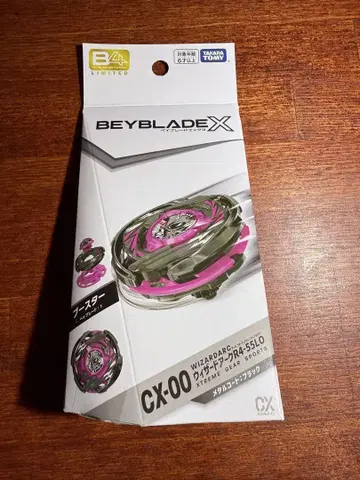 B4
LIMITED
対象年齢
6才以上
TAKARA
TOMY
BEYBLADE X
ベイブレードエックス
ブースター
CX-00
WIZARDARC
ウィザードアークR4-55LO
XTREME GEAR SPORTS
メタルコート:ブラック
CX